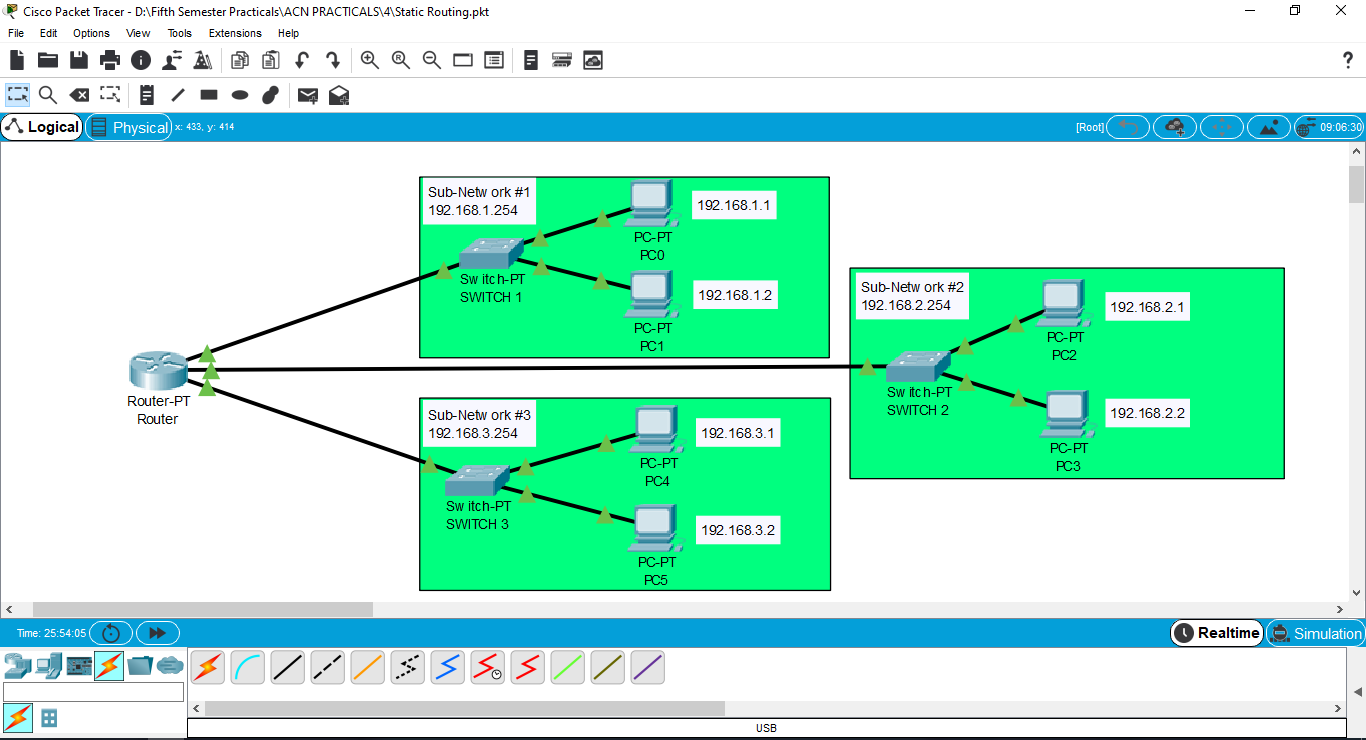 Cisco Packet Tracer - D:\Fifth Semester Practicals\ACN PRACTICALS\4\Static Routing.pkt
File Edit Options View Tools Extensions Help
?
Logical Physical x: 433, y: 414 [Root] 09:06:30
Sub-Netw ork #1
192.168.1.254
192.168.1.1
PC-PT
PC0
Sw itch-PT
SWITCH 1
192.168.1.2
PC-PT
PC1
Sub-Netw ork #2
192.168.2.254
192.168.2.1
PC-PT
PC2
Sw itch-PT
SWITCH 2
192.168.2.2
PC-PT
PC3
Router-PT
Router
Sub-Netw ork #3
192.168.3.254
192.168.3.1
PC-PT
PC4
Sw itch-PT
SWITCH 3
192.168.3.2
PC-PT
PC5
Time: 25:54:05 Realtime Simulation
USB